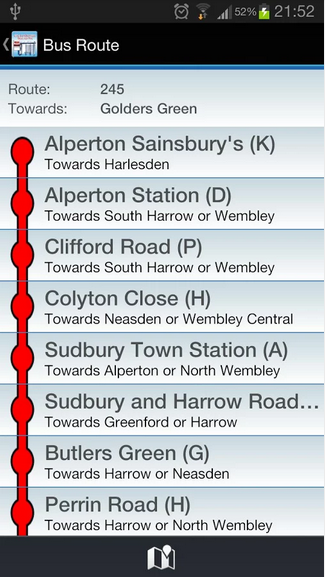 52% 21:52
Bus Route
Route: 245
Towards: Golders Green
Alperton Sainsbury's (K)
Towards Harlesden
Alperton Station (D)
Towards South Harrow or Wembley
Clifford Road (P)
Towards South Harrow or Wembley
Colyton Close (H)
Towards Neasden or Wembley Central
Sudbury Town Station (A)
Towards Alperton or North Wembley
Sudbury and Harrow Road...
Towards Greenford or Harrow
Butlers Green (G)
Towards Harrow or Neasden
Perrin Road (H)
Towards Harrow or North Wembley